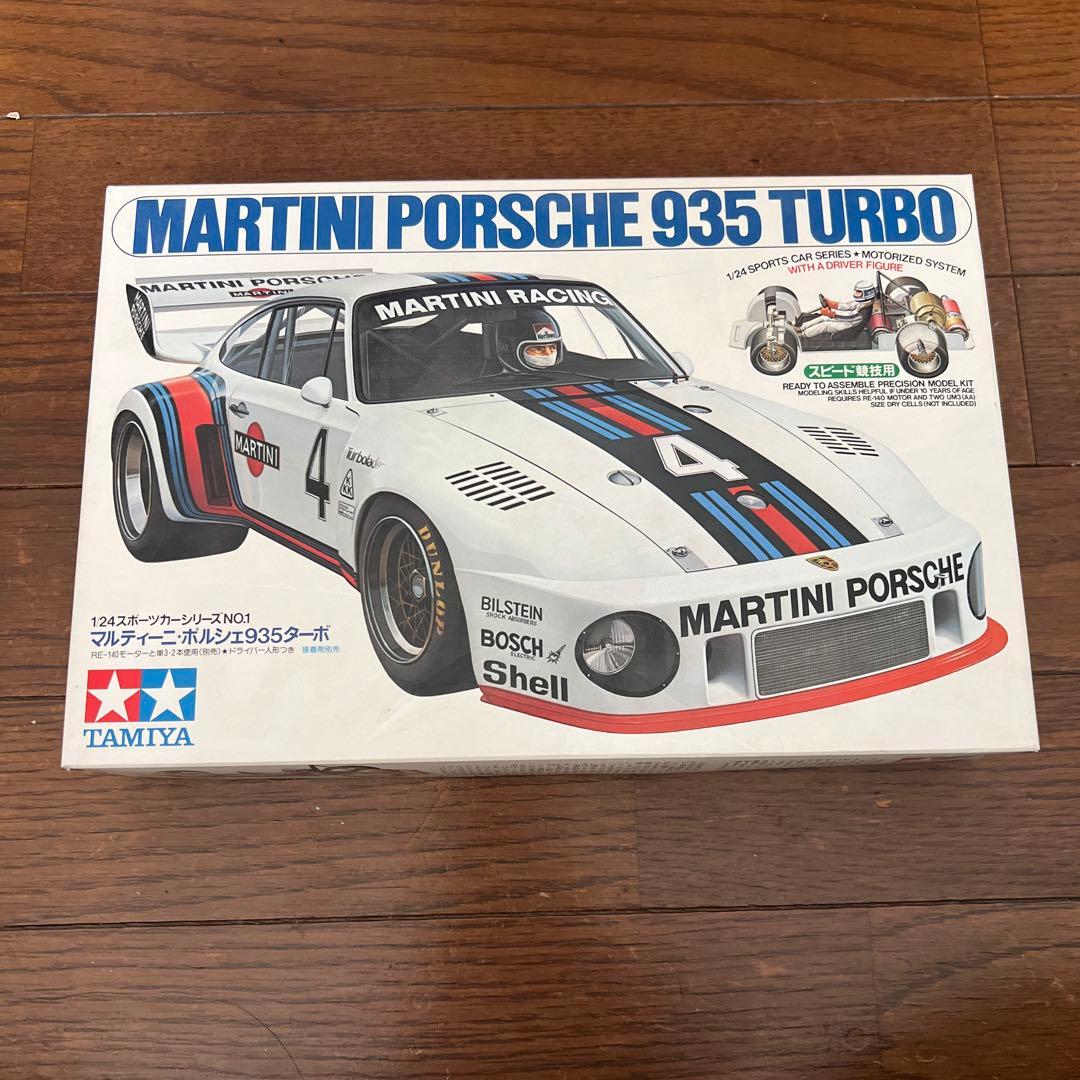 MARTINI PORSCHE 935 TURBO
1/24 SPORTS CAR SERIES ★ MOTORIZED SYSTEM
WITH A DRIVER FIGURE
スピード競技用
READY TO ASSEMBLE PRECISION MODEL KIT
MODELING SKILLS HELPFUL IF UNDER 10 YEARS OF AGE
REQUIRES RE-140 MOTOR AND TWO UM3 (AA)
SIZE DRY CELLS (NOT INCLUDED)
MARTINI PORSCHE
MARTINI
MARTINI RACING
MARTINI
4
Turbolader
KKK
4
DUNLOP
MARTINI PORSCHE
BILSTEIN
SHOCK ABSORBERS
BOSCH
ELECTRIC
Shell
1/24スポーツカーシリーズNO.1
マルティーニ・ポルシェ935ターボ
RE-140モーターと単3・2本使用(別売)★ドライバー人形つき 接着剤別売
TAMIYA